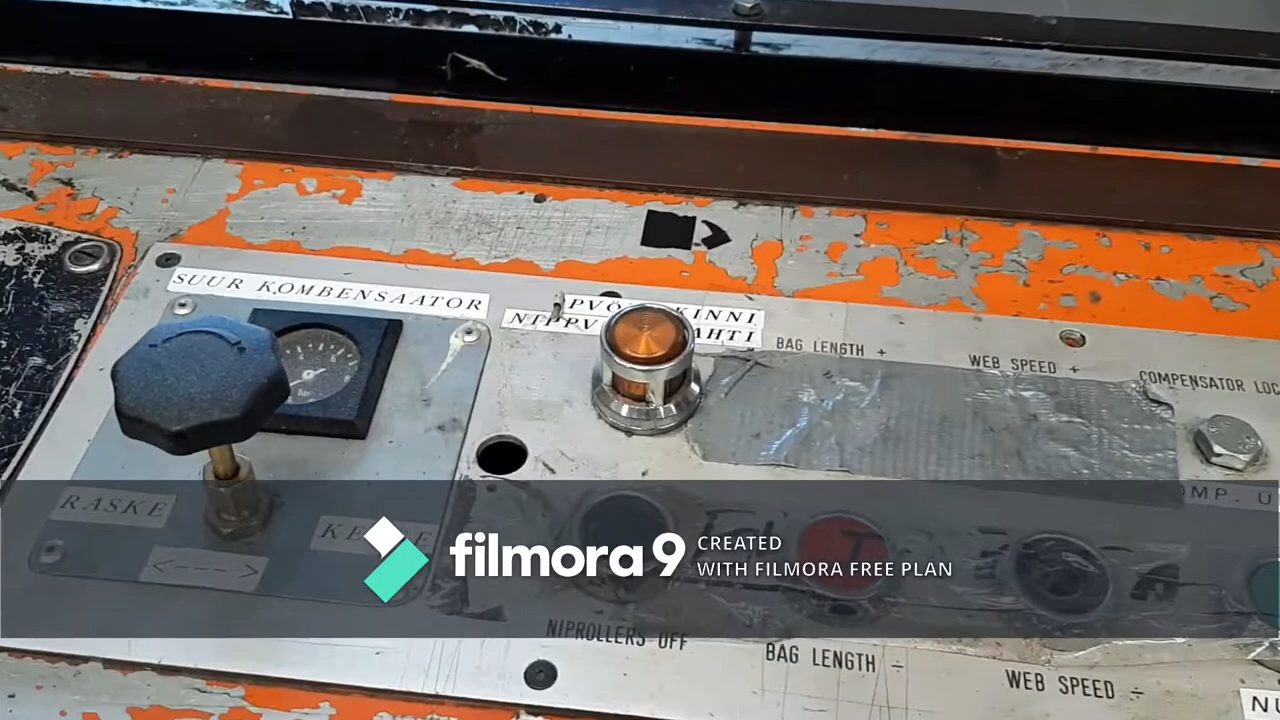 SUUR KOMBENSAATOR
KINNI
BAG LENGTH +
WEB SPEED +
COMPENSATOR
RASKE
<--->
filmora9
CREATED
WITH FILMORA FREE PLAN
NIPROLLERS OFF
BAG LENGTH ÷
WEB SPEED ÷